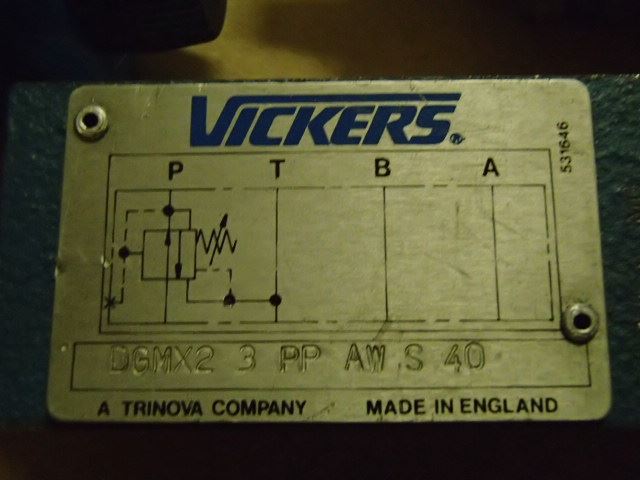 VICKERS®
P T B A
531646
DGMX2 3 PP AW S 40
A TRINOVA COMPANY MADE IN ENGLAND